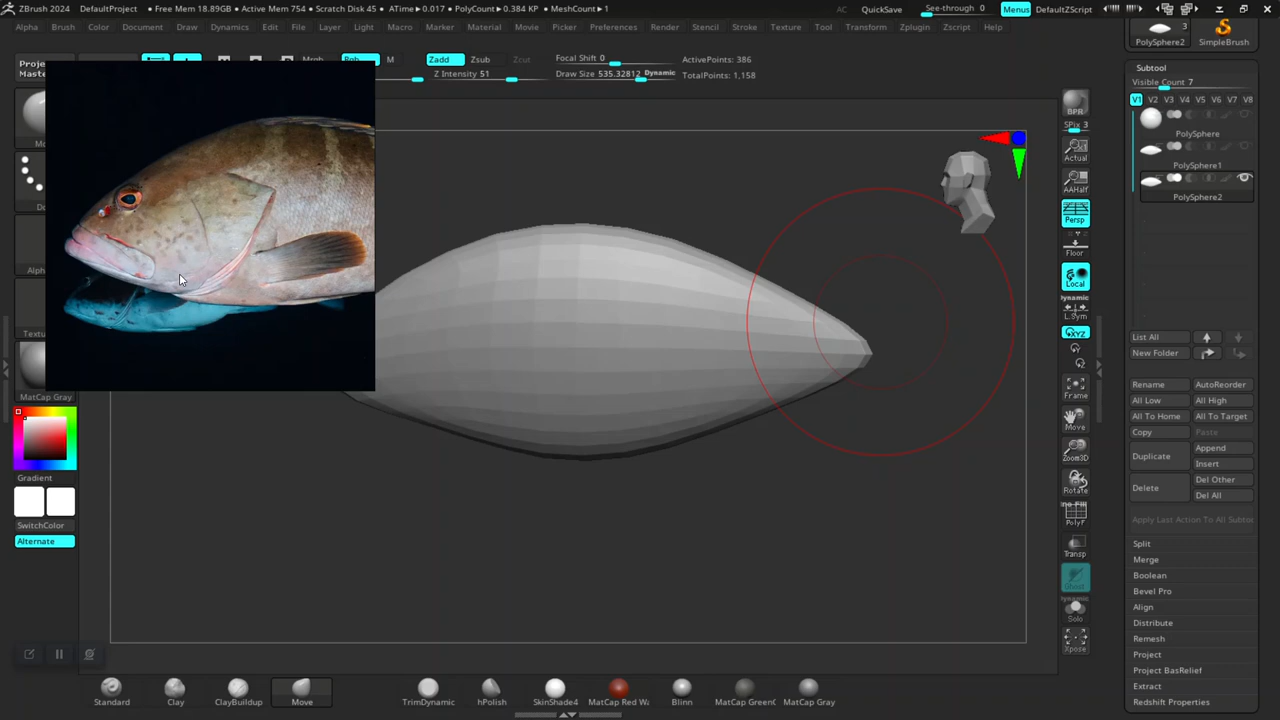 ZBrush 2024 DefaultProject • Free Mem 18.89GB • Active Mem 754 • Scratch Disk 45 • ATime▸0.017 • PolyCount▸0.384 KP • MeshCount▸1 AC QuickSave See-through 0 Menus DefaultZScript
Alpha Brush Color Document Draw Dynamics Edit File Layer Light Macro Marker Material Movie Picker Preferences Render Stencil Stroke Texture Tool Transform Zplugin Zscript Help
M Zadd Zsub Zcut Focal Shift 0 ActivePoints: 386
Z Intensity 51 Draw Size 535.32812 Dynamic TotalPoints: 1,158
MatCap Gray
Gradient
SwitchColor
Alternate
BPR
SPix 3
Actual
AAHalf
Persp
Floor
Local
Dynamic
L.Sym
XYZ
Frame
Move
Zoom3D
Rotate
PolyF
Transp
Ghost
Dynamic
Solo
Xpose
3
PolySphere2 SimpleBrush
Subtool
Visible Count 7
V1 V2 V3 V4 V5 V6 V7 V8
PolySphere
PolySphere1
PolySphere2
List All
New Folder
Rename AutoReorder
All Low All High
All To Home All To Target
Copy Paste
Duplicate Append
Insert
Delete Del Other
Del All
Apply Last Action To All Subtoo
Split
Merge
Boolean
Bevel Pro
Align
Distribute
Remesh
Project
Project BasRelief
Extract
Redshift Properties
Standard Clay ClayBuildup Move TrimDynamic hPolish SkinShade4 MatCap Red Wa Blinn MatCap GreenC MatCap Gray